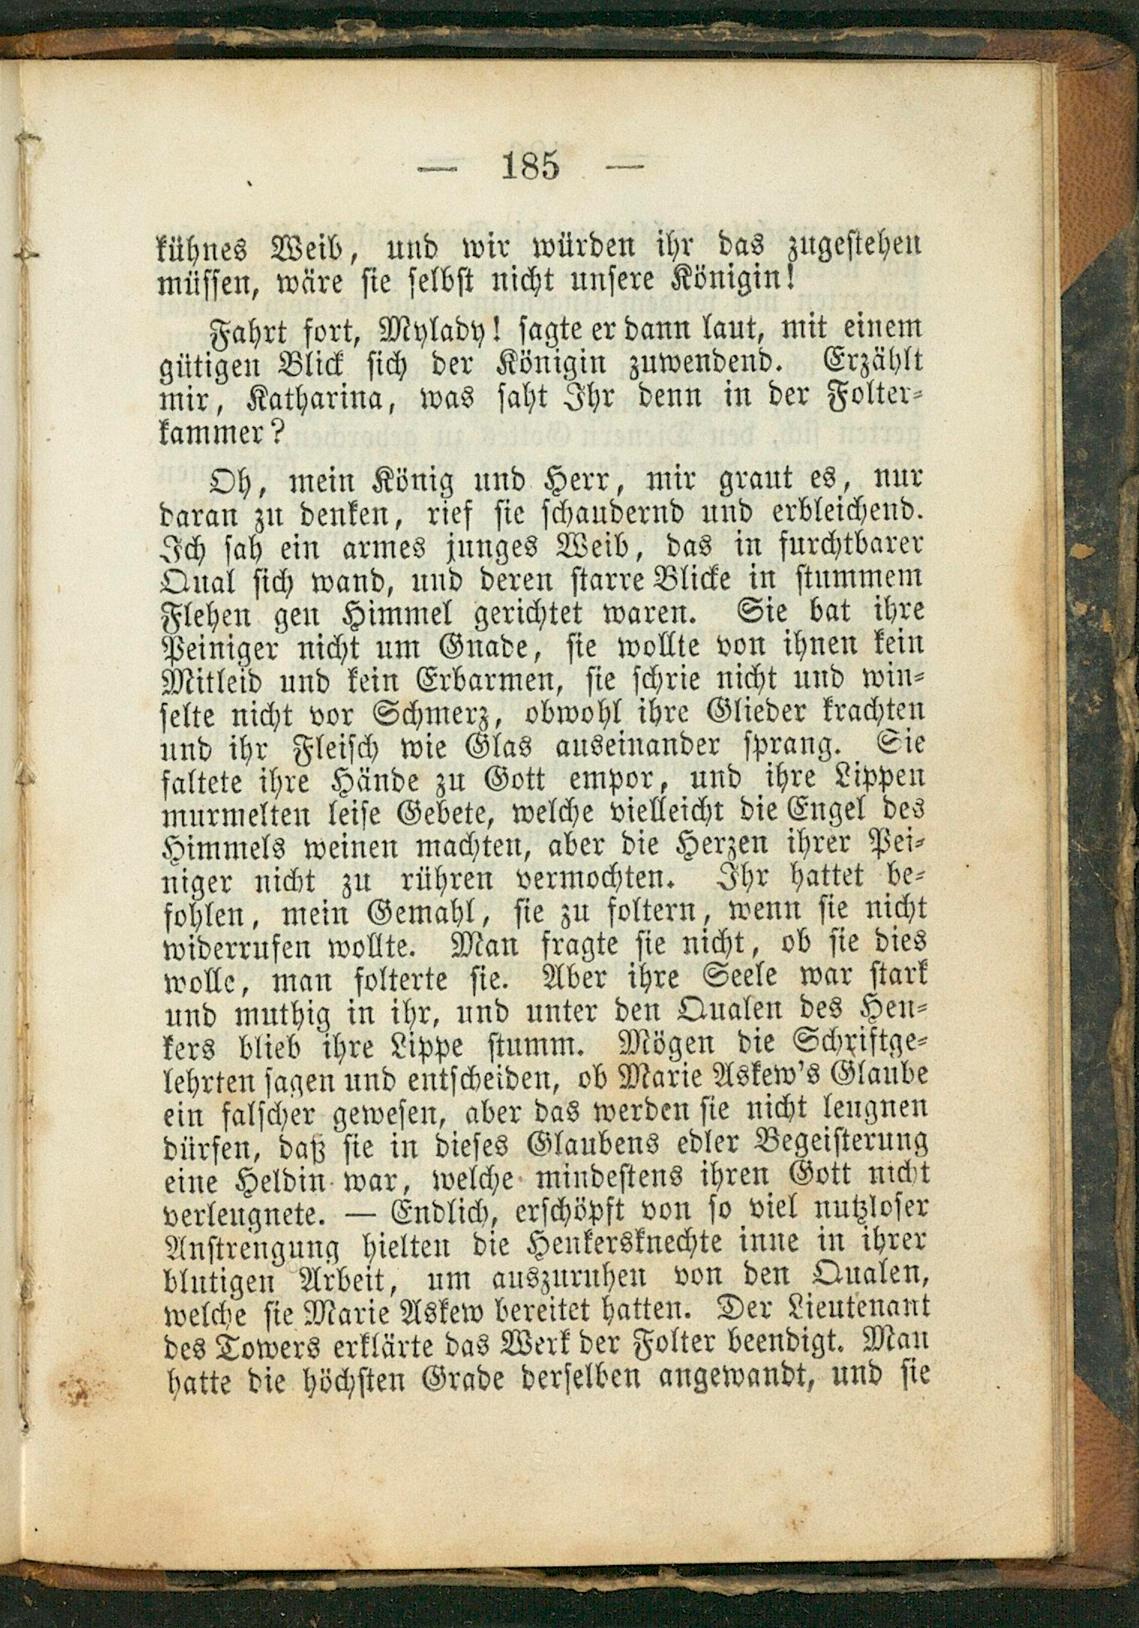 — 185 —
kühnes Weib, und wir würden ihr das zugestehen
müssen, wäre sie selbst nicht unsere Königin!
Fahrt fort, Mylady! sagte er dann laut, mit einem
gütigen Blick sich der Königin zuwendend. Erzählt
mir, Katharina, was saht Ihr denn in der Folter-
kammer?
Oh, mein König und Herr, mir graut es, nur
daran zu denken, rief sie schaudernd und erbleichend.
Ich sah ein armes junges Weib, das in furchtbarer
Qual sich wand, und deren starre Blicke in stummem
Flehen gen Himmel gerichtet waren. Sie bat ihre
Peiniger nicht um Gnade, sie wollte von ihnen kein
Mitleid und kein Erbarmen, sie schrie nicht und win-
selte nicht vor Schmerz, obwohl ihre Glieder krachten
und ihr Fleisch wie Glas auseinander sprang. Sie
faltete ihre Hände zu Gott empor, und ihre Lippen
murmelten leise Gebete, welche vielleicht die Engel des
Himmels weinen machten, aber die Herzen ihrer Pei-
niger nicht zu rühren vermochten. Ihr hattet be-
fohlen, mein Gemahl, sie zu foltern, wenn sie nicht
widerrufen wollte. Man fragte sie nicht, ob sie dies
wolle, man folterte sie. Aber ihre Seele war stark
und muthig in ihr, und unter den Qualen des Hen-
kers blieb ihre Lippe stumm. Mögen die Schriftge-
lehrten sagen und entscheiden, ob Marie Askew's Glaube
ein falscher gewesen, aber das werden sie nicht leugnen
dürfen, daß sie in dieses Glaubens edler Begeisterung
eine Heldin war, welche mindestens ihren Gott nicht
verleugnete. — Endlich, erschöpft von so viel nutzloser
Anstrengung hielten die Henkersknechte inne in ihrer
blutigen Arbeit, um auszuruhen von den Qualen,
welche sie Marie Askew bereitet hatten. Der Lieutenant
des Towers erklärte das Werk der Folter beendigt. Man
hatte die höchsten Grade derselben angewandt, und sie